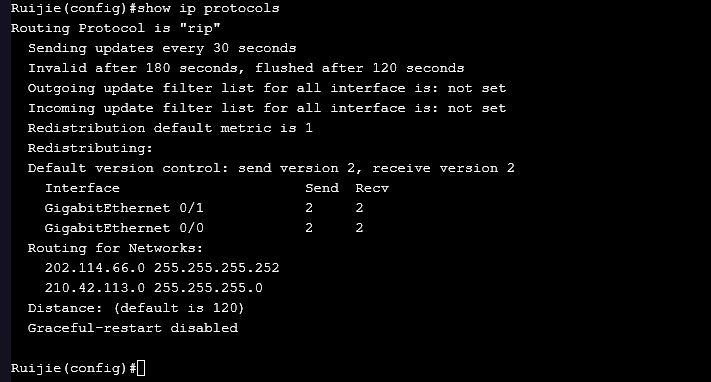 Ruijie(config)#show ip protocols
Routing Protocol is "rip"
  Sending updates every 30 seconds
  Invalid after 180 seconds, flushed after 120 seconds
  Outgoing update filter list for all interface is: not set
  Incoming update filter list for all interface is: not set
  Redistribution default metric is 1
  Redistributing:
  Default version control: send version 2, receive version 2
    Interface                      Send  Recv
    GigabitEthernet 0/1            2     2
    GigabitEthernet 0/0            2     2
  Routing for Networks:
    202.114.66.0 255.255.255.252
    210.42.113.0 255.255.255.0
  Distance: (default is 120)
  Graceful-restart disabled

Ruijie(config)#